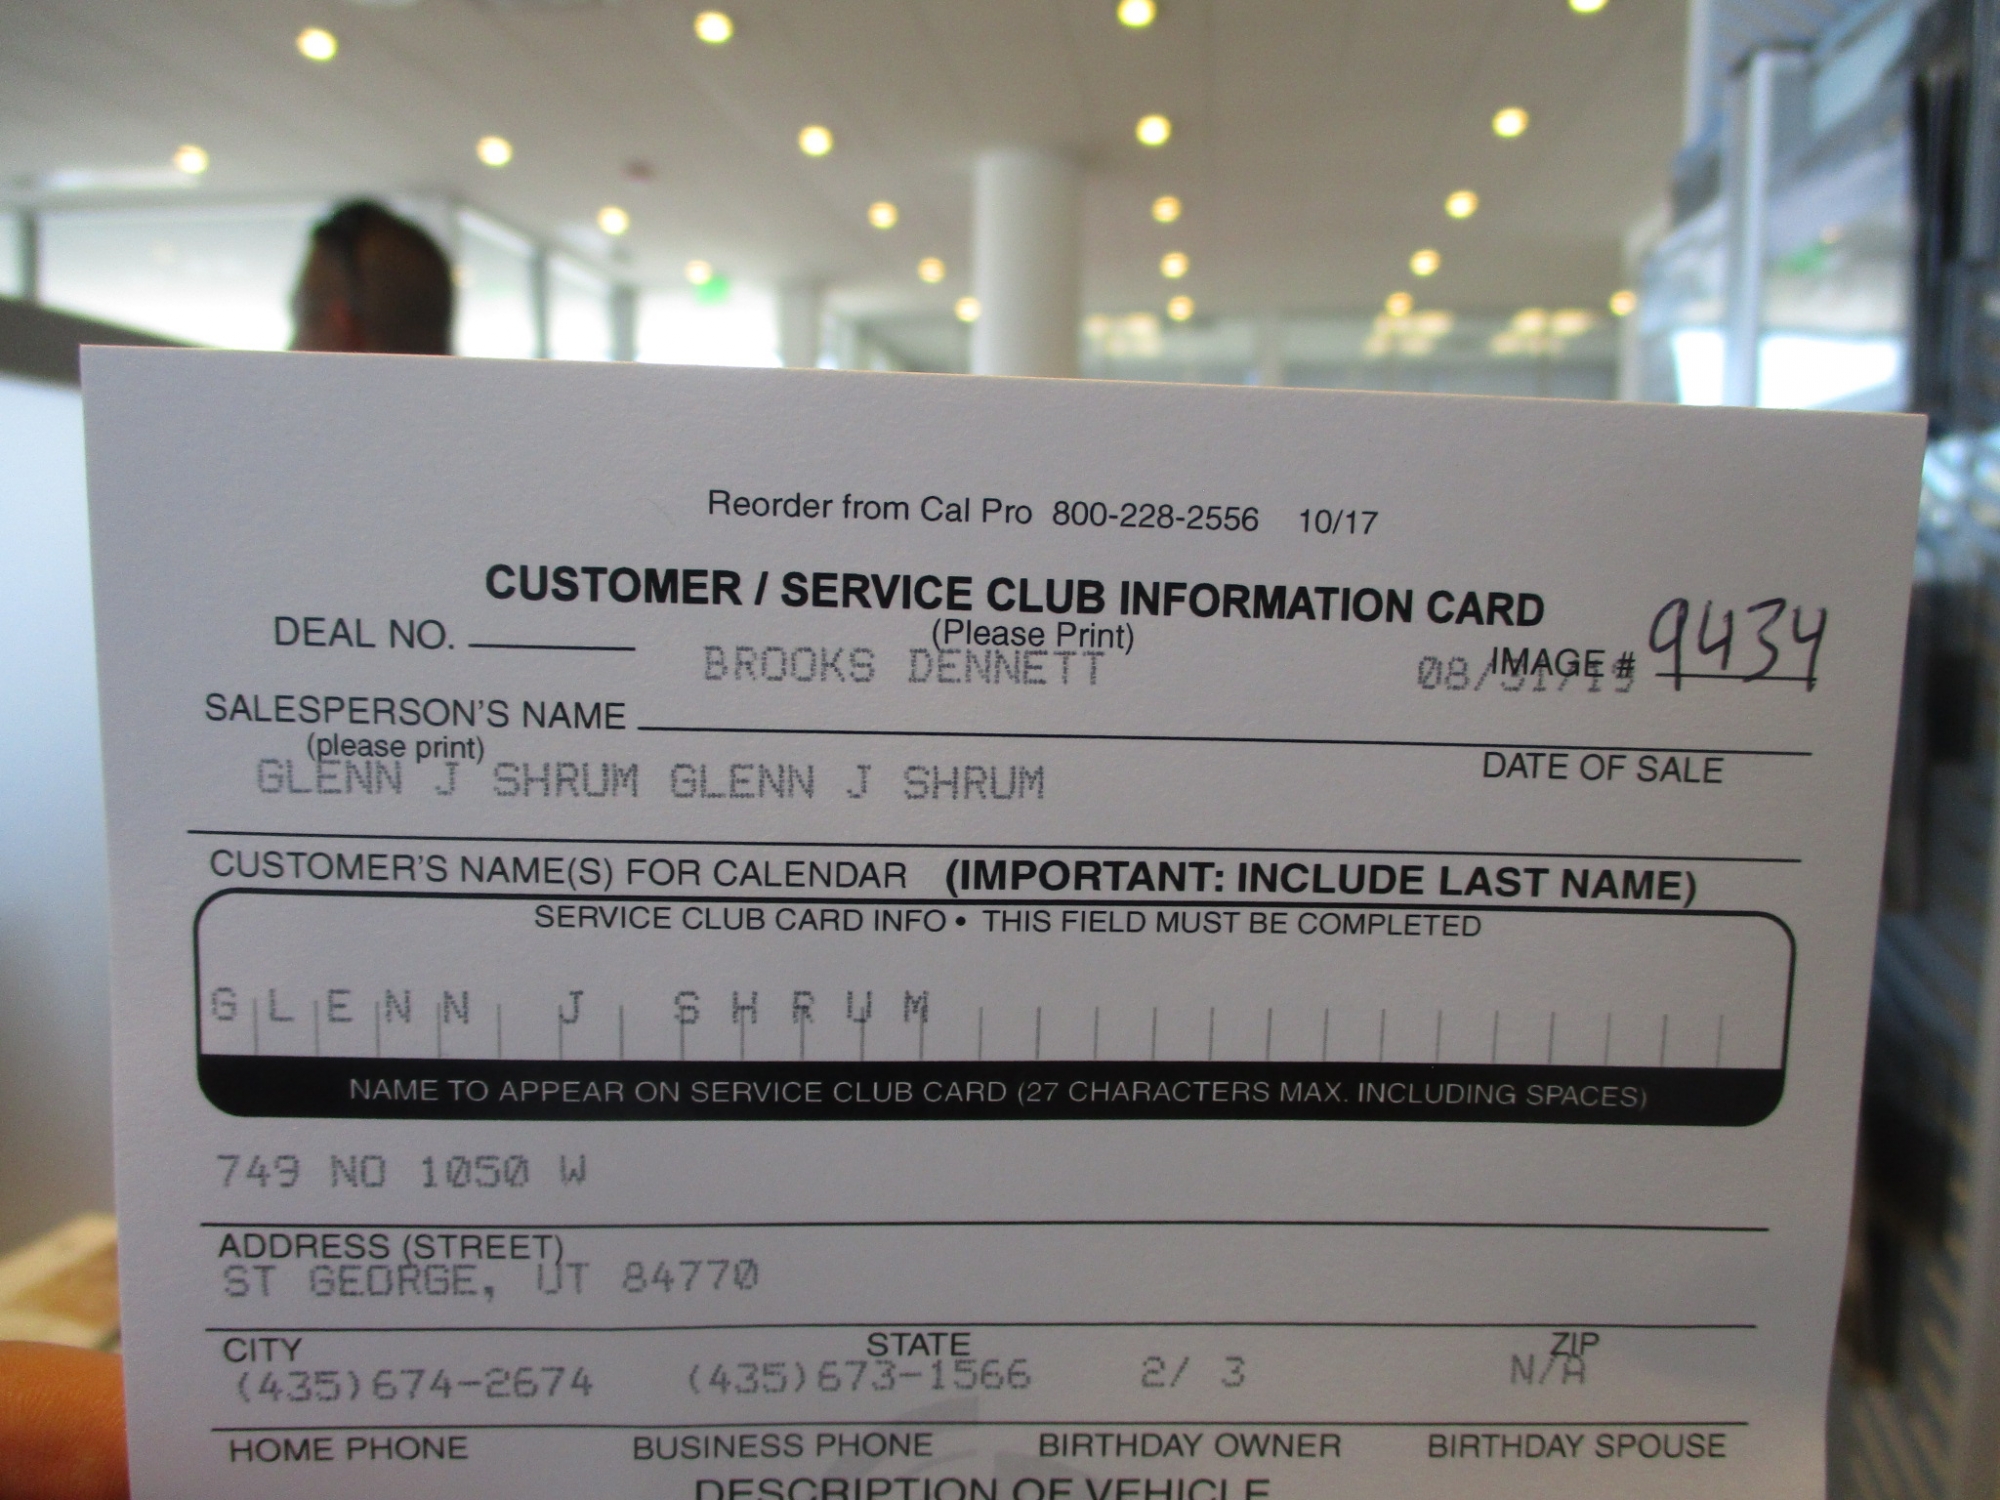 Reorder from Cal Pro 800-228-2556 10/17
CUSTOMER / SERVICE CLUB INFORMATION CARD
DEAL NO. (Please Print) IMAGE # 9434
BROOKS DENNETT
SALESPERSON'S NAME
(please print) DATE OF SALE
GLENN J SHRUM GLENN J SHRUM
CUSTOMER'S NAME(S) FOR CALENDAR (IMPORTANT: INCLUDE LAST NAME)
SERVICE CLUB CARD INFO • THIS FIELD MUST BE COMPLETED
GLENN J SHRUM
NAME TO APPEAR ON SERVICE CLUB CARD (27 CHARACTERS MAX. INCLUDING SPACES)
749 NO 1050 W
ADDRESS (STREET)
ST GEORGE, UT 84770
CITY STATE ZIP
(435)674-2674 (435)673-1566 2/ 3 N/A
HOME PHONE BUSINESS PHONE BIRTHDAY OWNER BIRTHDAY SPOUSE
DESCRIPTION OF VEHICLE